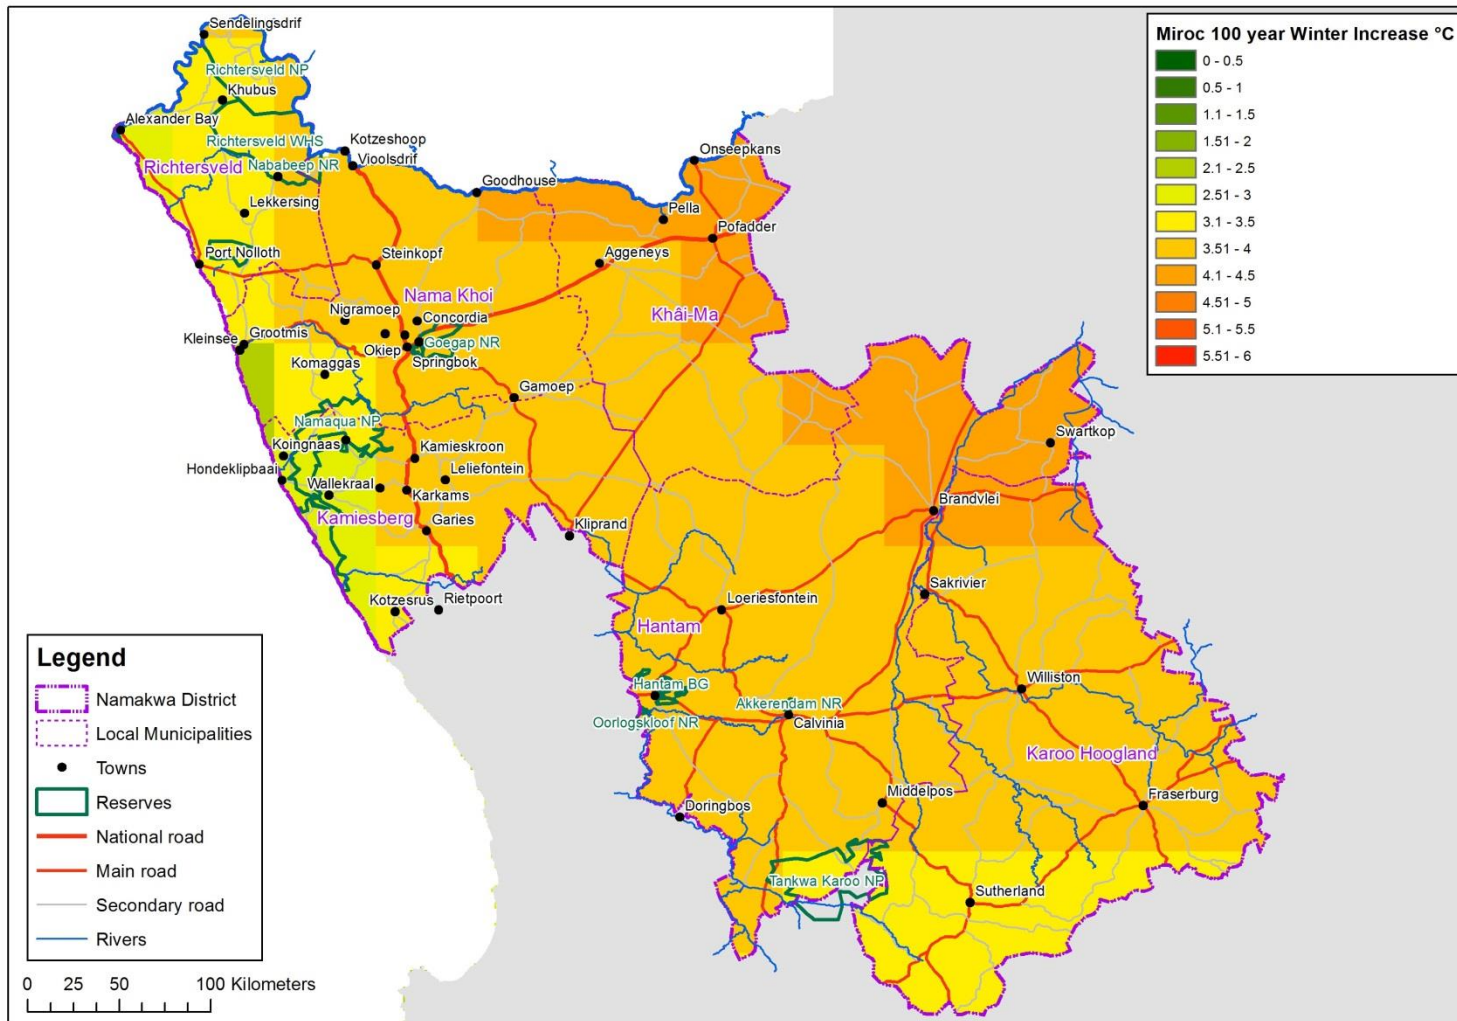 Miroc 100 year Winter Increase °C
0 - 0.5
0.5 - 1
1.1 - 1.5
1.51 - 2
2.1 - 2.5
2.51 - 3
3.1 - 3.5
3.51 - 4
4.1 - 4.5
4.51 - 5
5.1 - 5.5
5.51 - 6
Sendelingsdrif
Richtersveld NP
Khubus
Alexander Bay
Richtersveld WHS
Kotzeshoop
Vioolsdrif
Richtersveld
Nababeep NR
Onseepkans
Goodhouse
Lekkersing
Pella
Pofadder
Port Nolloth
Steinkopf
Aggeneys
Nama Khoi
Khâi-Ma
Nigramoep
Concordia
Kleinsee
Grootmis
Okiep
Goegap NR
Springbok
Komaggas
Gamoep
Namaqua NP
Koingnaas
Kamieskroon
Swartkop
Hondeklipbaai
Leliefontein
Wallekraal
Karkams
Kamiesberg
Garies
Brandvlei
Kliprand
Sakrivier
Kotzesrus
Rietpoort
Loeriesfontein
Hantam
Hantam BG
Williston
Akkerendam NR
Oorlogskloof NR
Calvinia
Karoo Hoogland
Middelpos
Fraserburg
Doringbos
Tankwa Karoo NP
Sutherland
Legend
Namakwa District
Local Municipalities
Towns
Reserves
National road
Main road
Secondary road
Rivers
0 25 50 100 Kilometers